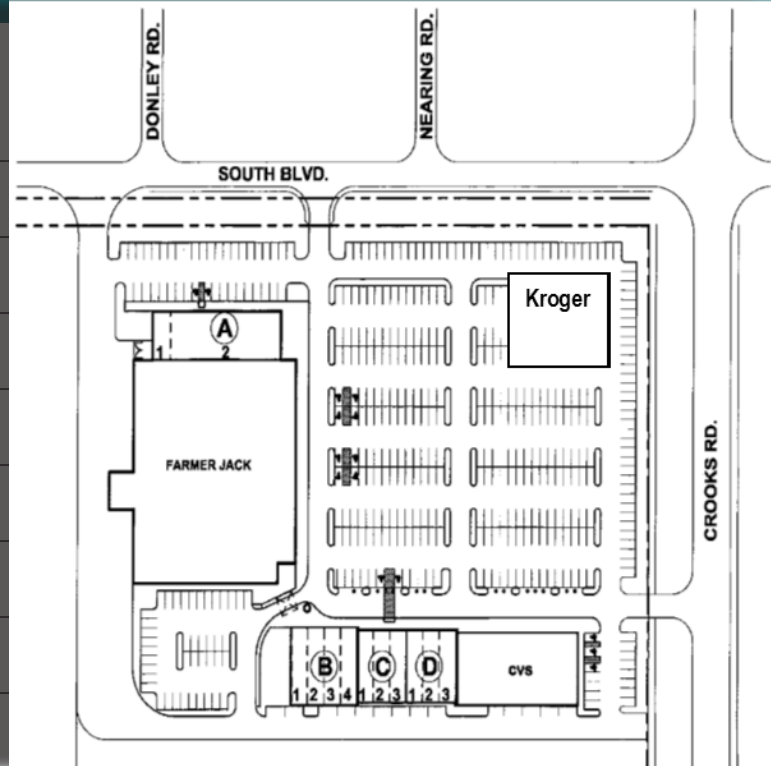 DONLEY RD.
NEARING RD.
SOUTH BLVD.
Kroger
A
1 2
FARMER JACK
CROOKS RD.
B C D
CVS
1 2 3 4 1 2 3 1 2 3